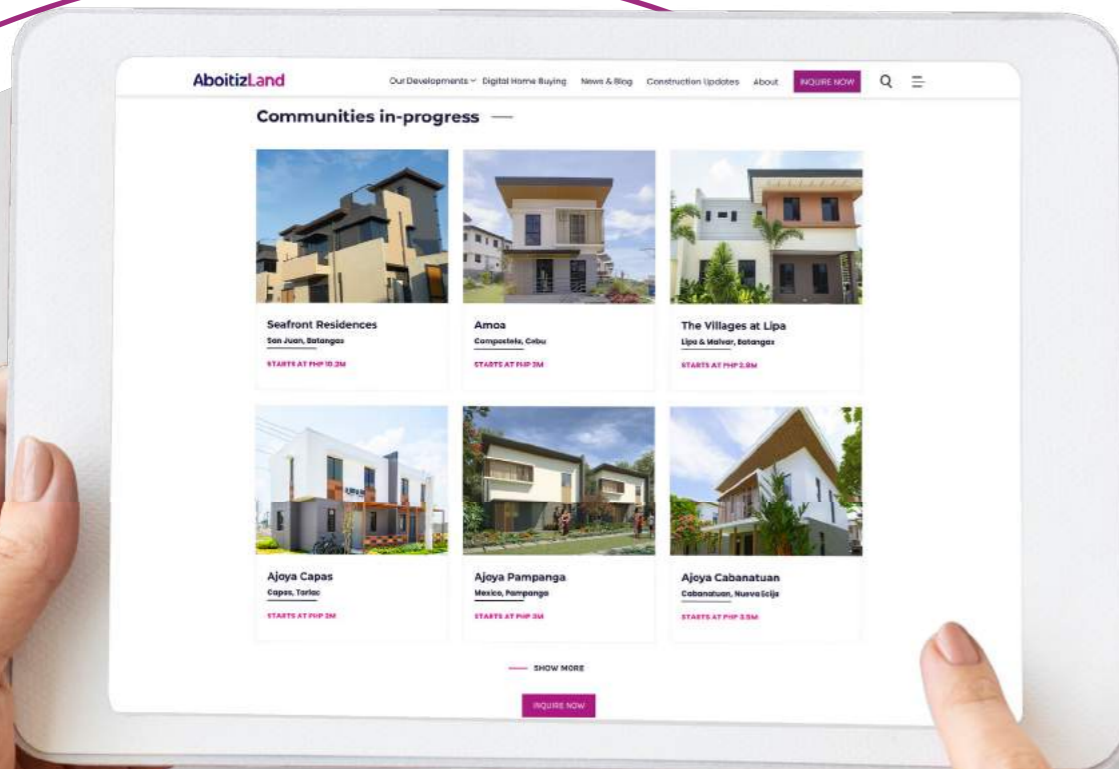 AboitizLand
Our Developments Digital Home Buying News & Blog Construction Updates About INQUIRE NOW
Communities in-progress
Seafront Residences
San Juan, Batangas
STARTS AT PHP 10.2M
Amoa
Compostela, Cebu
STARTS AT PHP 3M
The Villages at Lipa
Lipa & Malvar, Batangas
STARTS AT PHP 3.8M
Ajoya Capas
Capas, Tarlac
STARTS AT PHP 2M
Ajoya Pampanga
Mexico, Pampanga
STARTS AT PHP 3M
Ajoya Cabanatuan
Cabanatuan, Nueva Ecija
STARTS AT PHP 3.5M
SHOW MORE
INQUIRE NOW